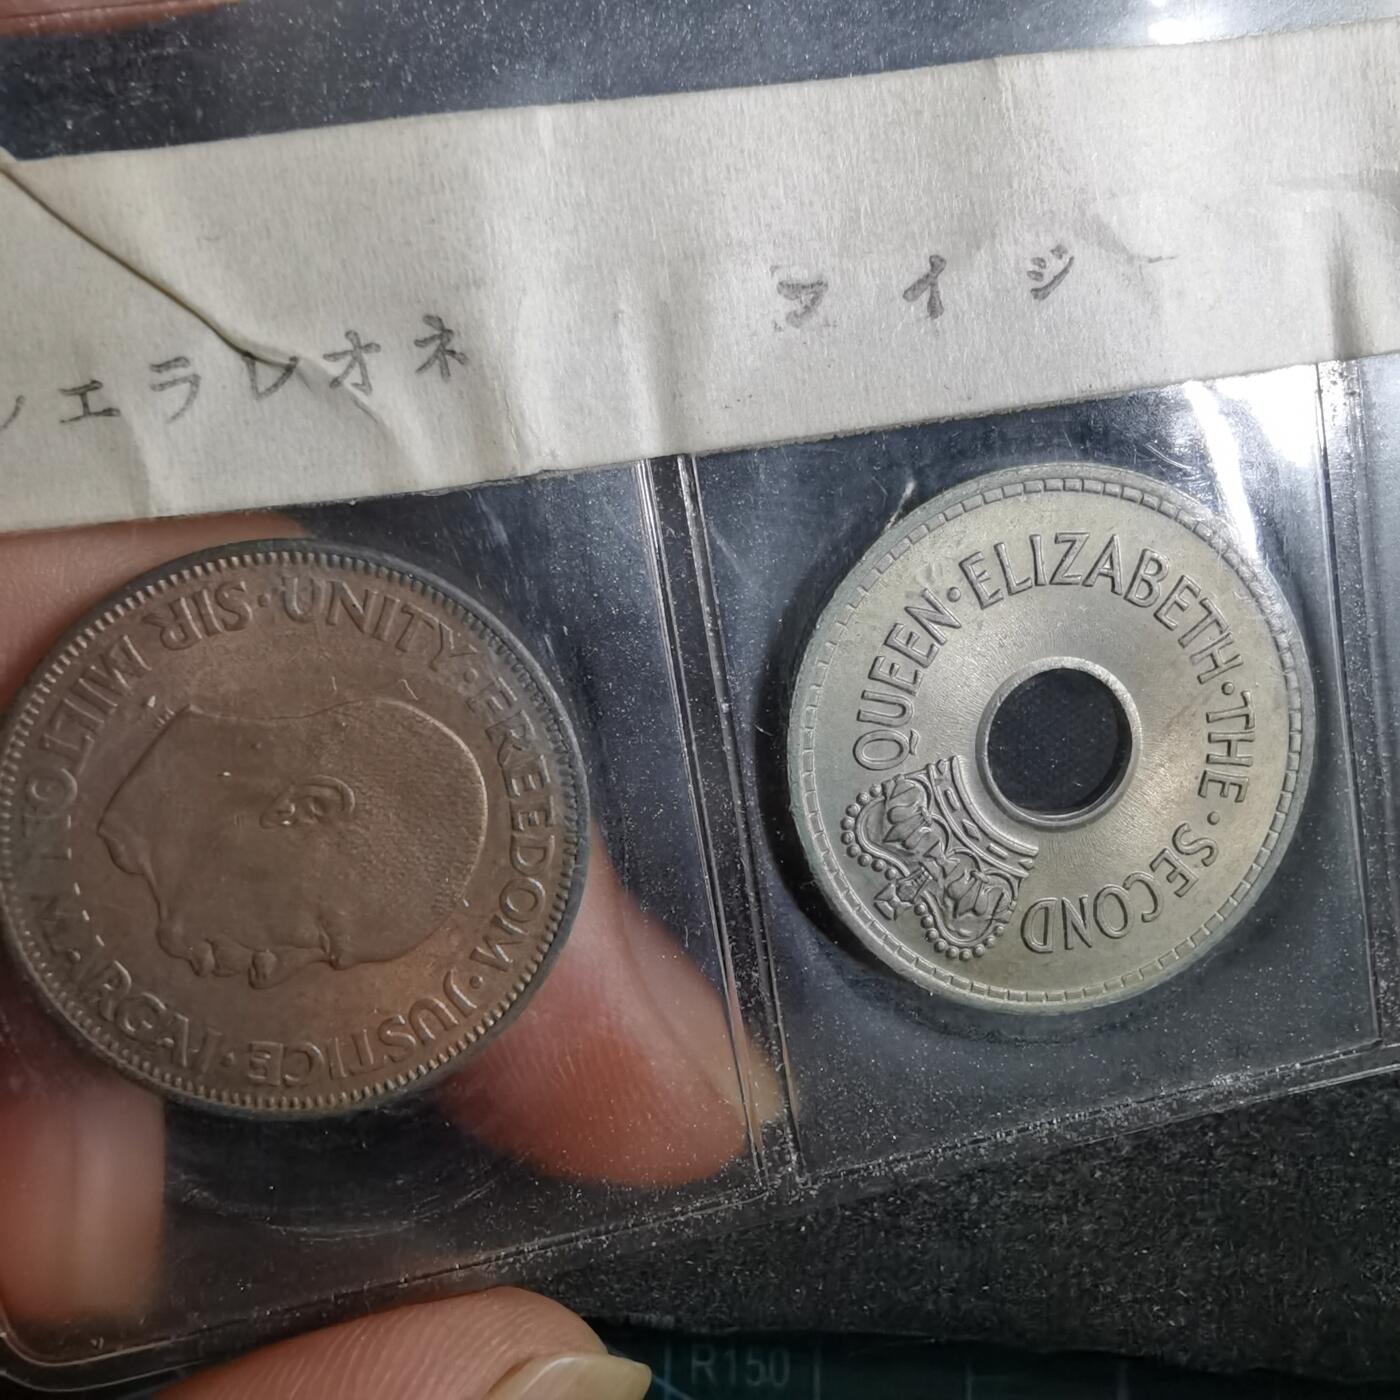 シエラレオネ
フィジー
SIR MILTON MARGAI · UNITY · FREEDOM · JUSTICE ·
QUEEN · ELIZABETH · THE · SECOND
R150